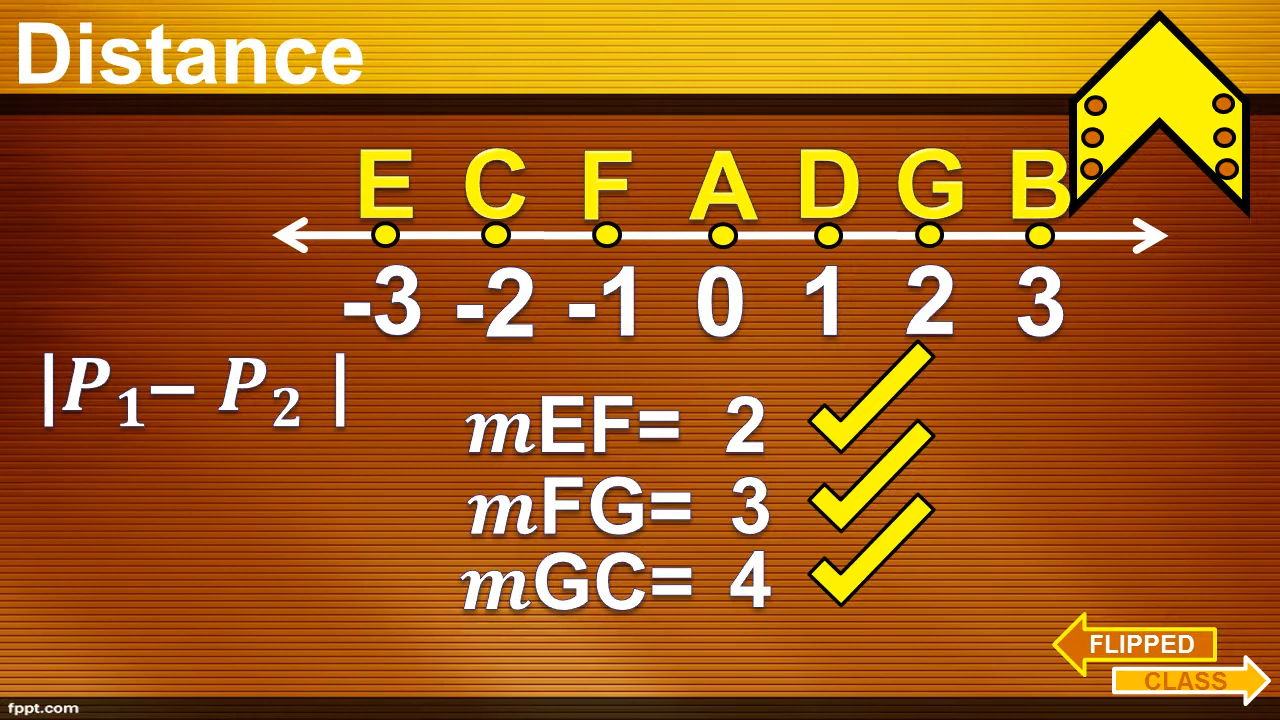 Distance
E C F A D G B
-3 -2 -1 0 1 2 3
|P₁– P₂ |
mEF= 2
mFG= 3
mGC= 4
FLIPPED
CLASS
fppt.com